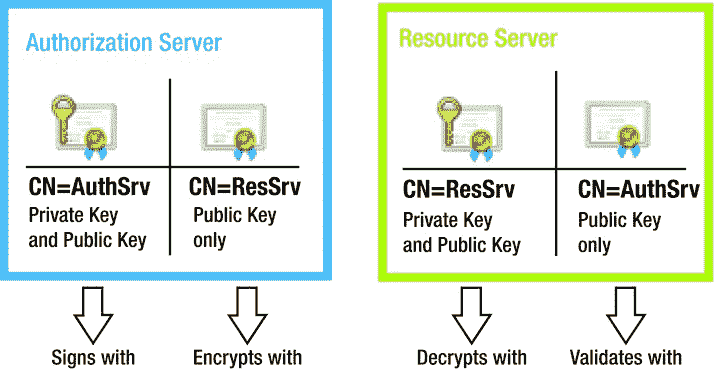 Authorization Server
CN=AuthSrv
Private Key
and Public Key
CN=ResSrv
Public Key
only
Signs with
Encrypts with
Resource Server
CN=ResSrv
Private Key
and Public Key
CN=AuthSrv
Public Key
only
Decrypts with
Validates with